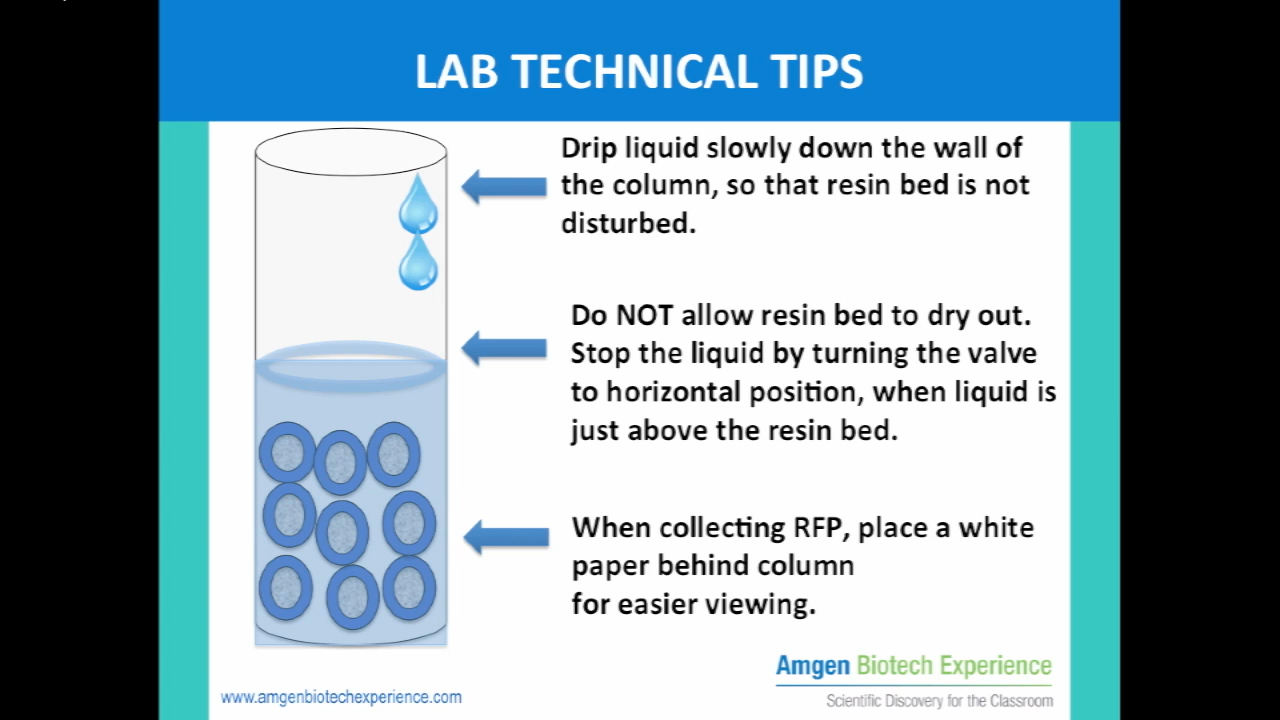 LAB TECHNICAL TIPS
Drip liquid slowly down the wall of
the column, so that resin bed is not
disturbed.
Do NOT allow resin bed to dry out.
Stop the liquid by turning the valve
to horizontal position, when liquid is
just above the resin bed.
When collecting RFP, place a white
paper behind column
for easier viewing.
Amgen Biotech Experience
Scientific Discovery for the Classroom
www.amgenbiotechexperience.com